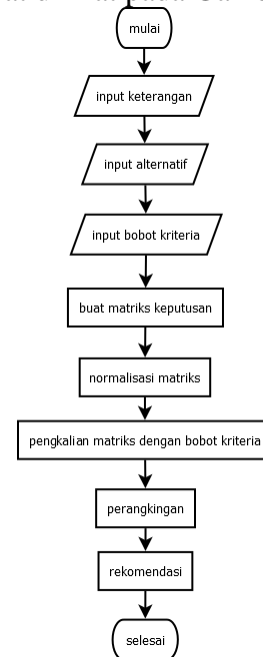 mulai
input keterangan
input alternatif
input bobot kriteria
buat matriks keputusan
normalisasi matriks
pengkalian matriks dengan bobot kriteria
perangkingan
rekomendasi
selesai